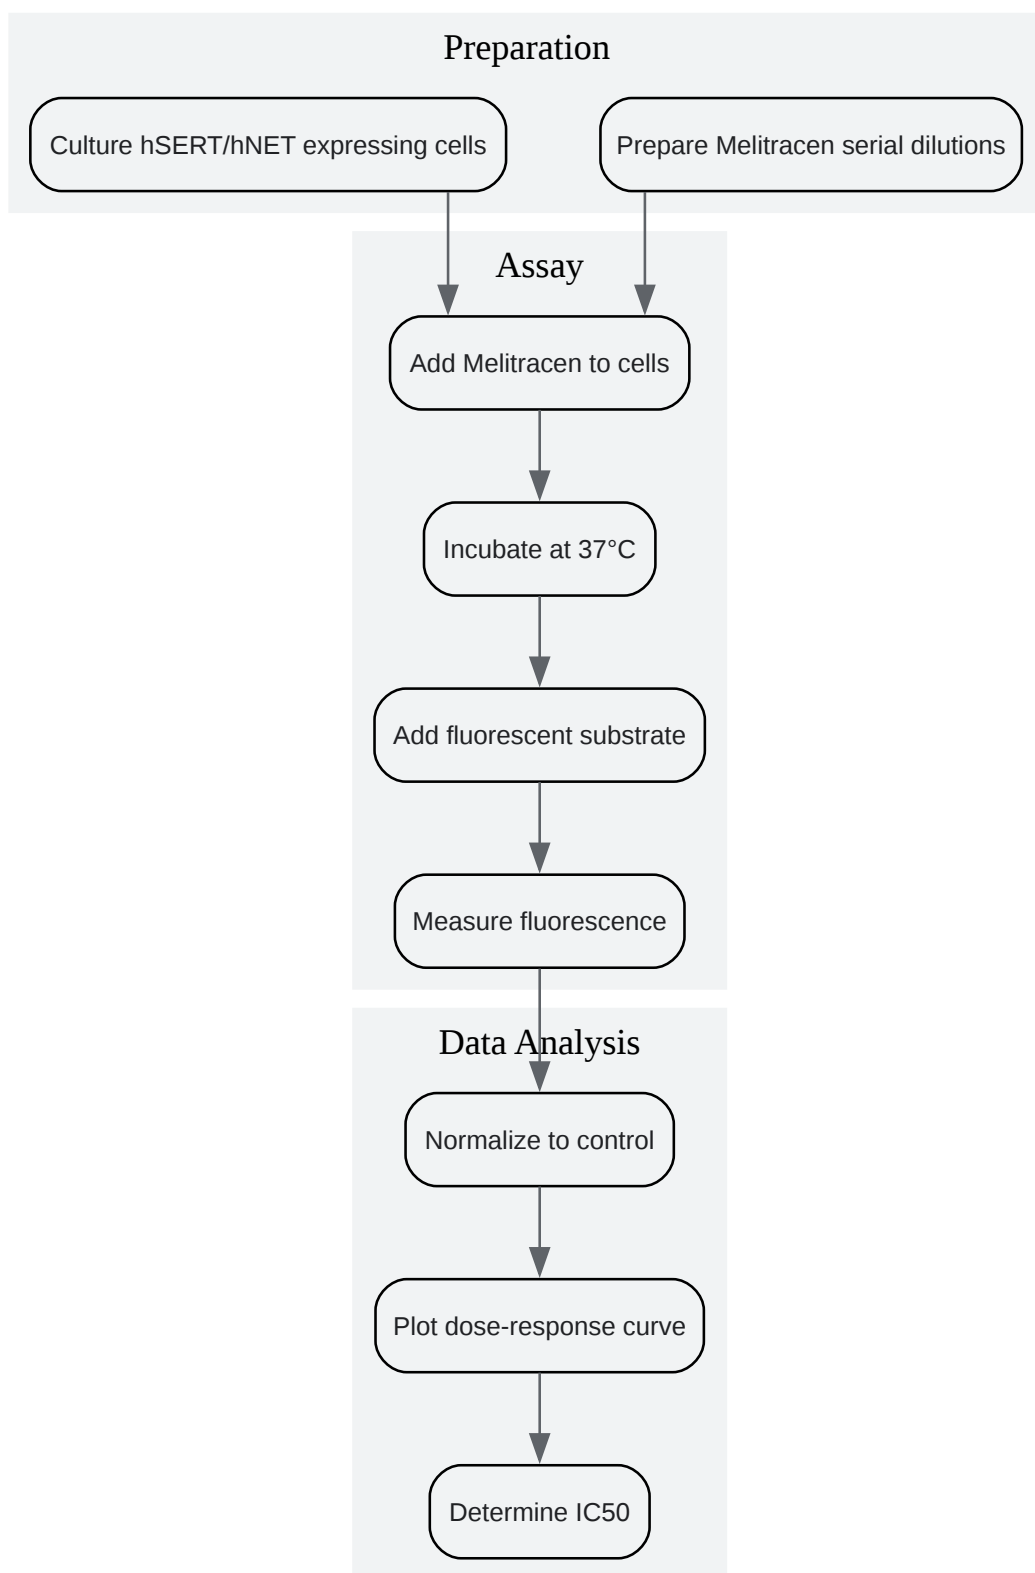 Preparation
Culture hSERT/hNET expressing cells
Prepare Melitracen serial dilutions
Assay
Add Melitracen to cells
Incubate at 37°C
Add fluorescent substrate
Measure fluorescence
Data Analysis
Normalize to control
Plot dose-response curve
Determine IC50